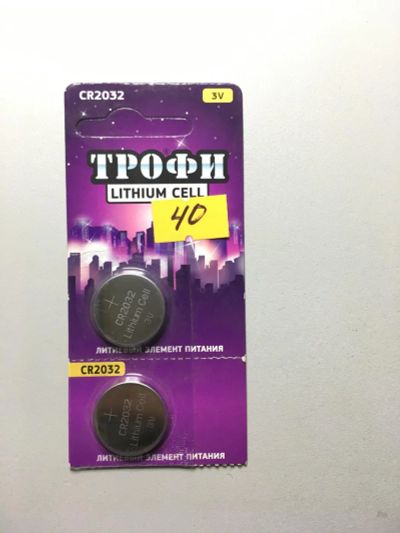 CR2032 3V
ТРОФИ
LITHIUM CELL
40
+
CR2032
Lithium Cell
3V
ЛИТИЕВЫЙ ЭЛЕМЕНТ ПИТАНИЯ
CR2032
+
CR2032
Lithium Cell
3V
ЛИТИЕВЫЙ ЭЛЕМЕНТ ПИТАНИЯ